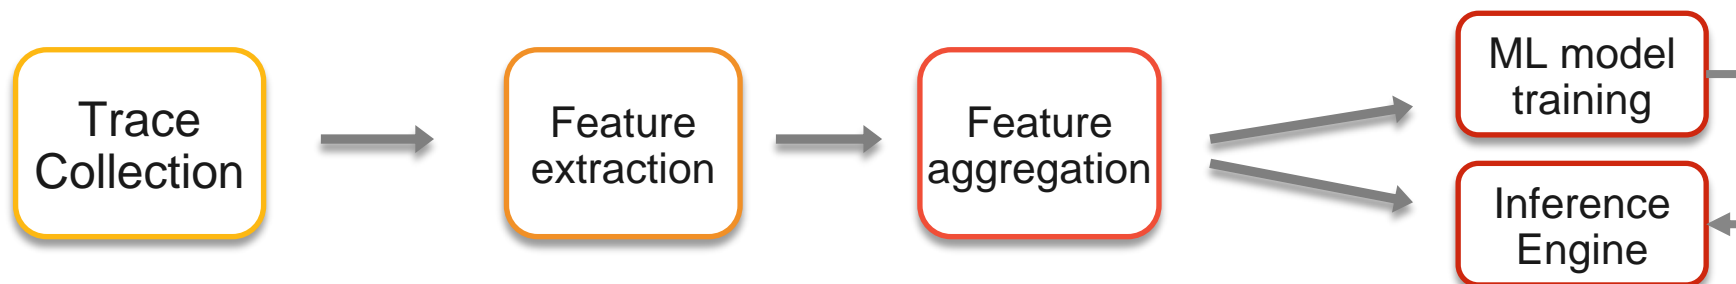 Trace
Collection
Feature
extraction
Feature
aggregation
ML model
training
Inference
Engine